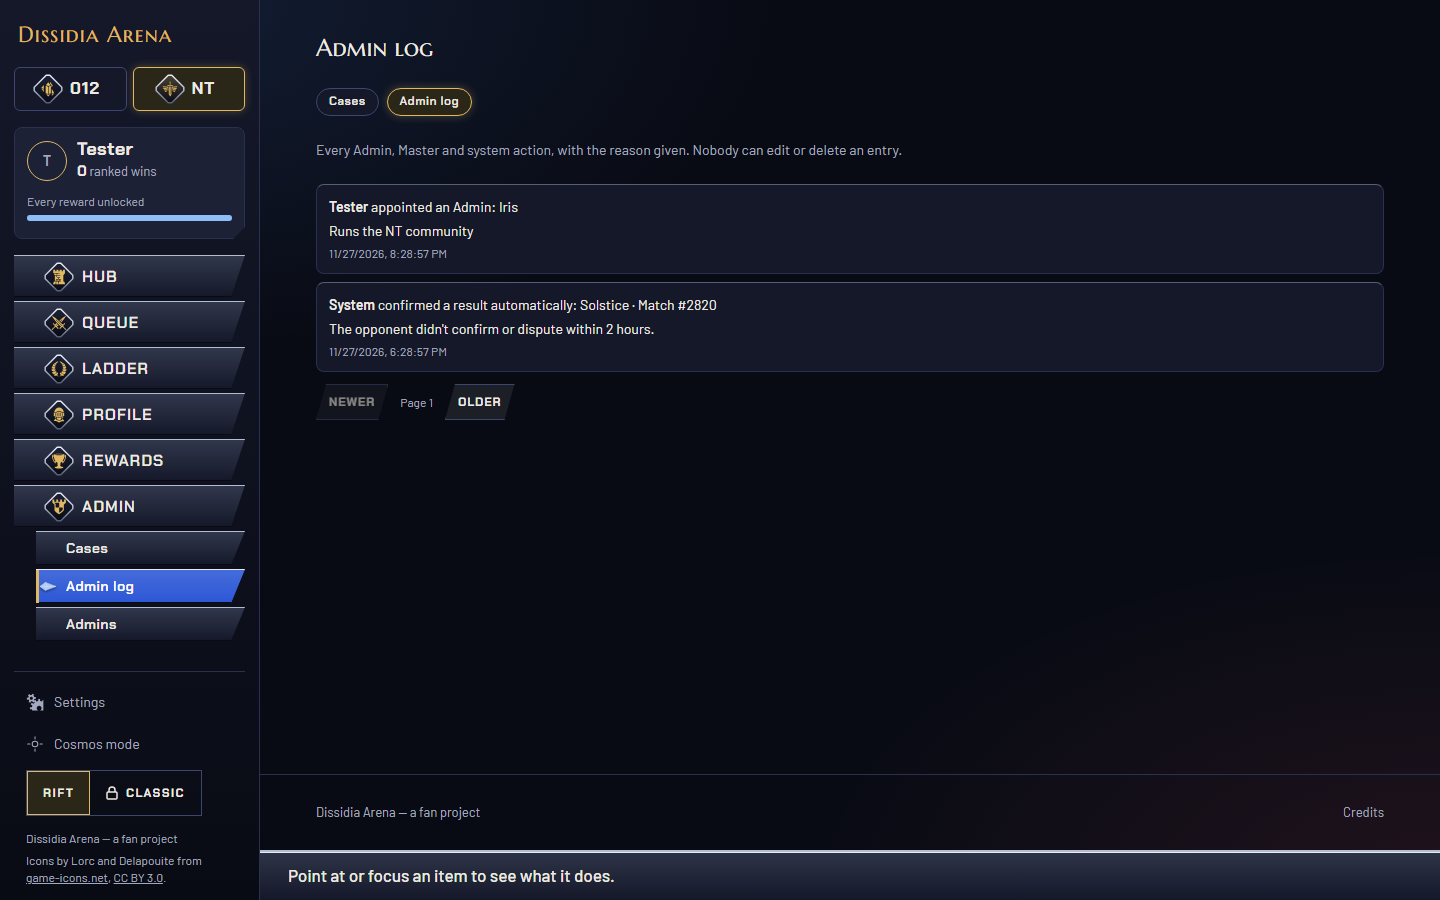 Dissidia Arena
012
NT
T
Tester
0 ranked wins
Every reward unlocked
HUB
QUEUE
LADDER
PROFILE
REWARDS
ADMIN
Cases
Admin log
Admins
Settings
Cosmos mode
RIFT
CLASSIC
Dissidia Arena — a fan project
Icons by Lorc and Delapouite from
game-icons.net, CC BY 3.0.
Admin log
Cases
Admin log
Every Admin, Master and system action, with the reason given. Nobody can edit or delete an entry.
Tester appointed an Admin: Iris
Runs the NT community
11/27/2026, 8:28:57 PM
System confirmed a result automatically: Solstice · Match #2820
The opponent didn't confirm or dispute within 2 hours.
11/27/2026, 6:28:57 PM
NEWER
Page 1
OLDER
Dissidia Arena — a fan project
Credits
Point at or focus an item to see what it does.